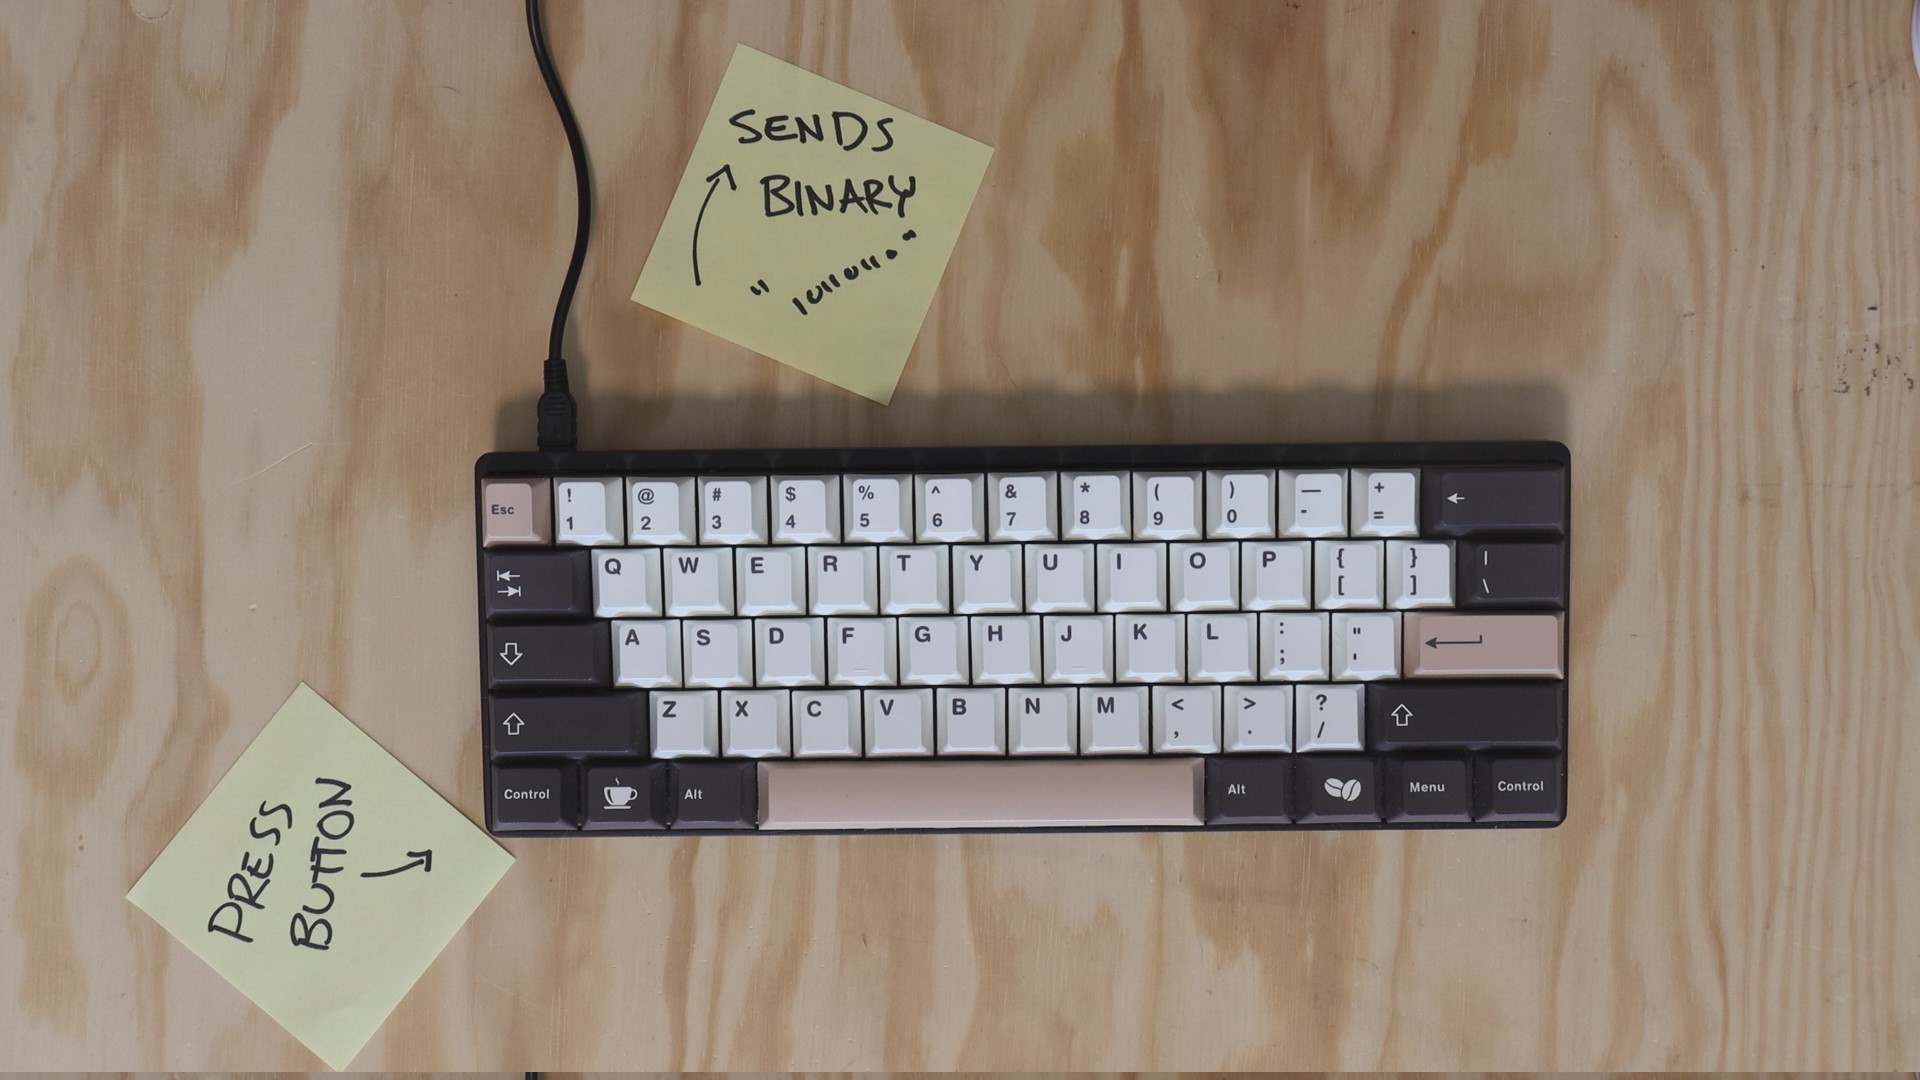 SENDS
BINARY
Esc
! 1
@ 2
# 3
$ 4
% 5
^ 6
& 7
* 8
( 9
) 0
— -
+ =
Q W E R T Y U I O P { [ } ] | \
A S D F G H J K L : ; " '
Z X C V B N M < , > . ? /
Control Alt Alt Menu Control
PRESS
BUTTON